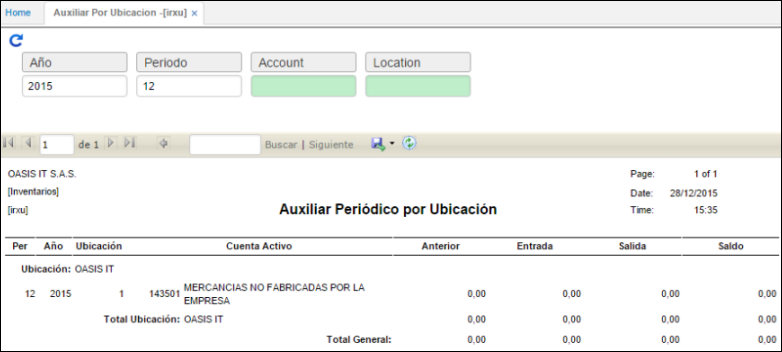 Home Auxiliar Por Ubicacion -[irxu] ×
Año Periodo Account Location
2015 12
1 de 1 Buscar | Siguiente
OASIS IT S.A.S. Page: 1 of 1
[Inventarios] Date: 28/12/2015
[irxu] Auxiliar Periódico por Ubicación Time: 15:35
Per Año Ubicación Cuenta Activo Anterior Entrada Salida Saldo
Ubicación: OASIS IT
12 2015 1 143501 MERCANCIAS NO FABRICADAS POR LA EMPRESA 0,00 0,00 0,00 0,00
Total Ubicación: OASIS IT 0,00 0,00 0,00 0,00
Total General: 0,00 0,00 0,00 0,00